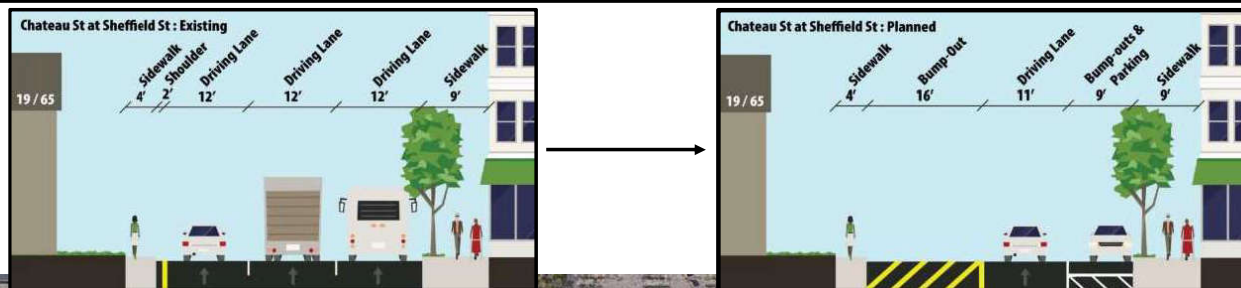 Chateau St at Sheffield St : Existing
Sidewalk
4'
Shoulder
2'
Driving Lane
12'
Driving Lane
12'
Driving Lane
12'
Sidewalk
9'
19 / 65
Chateau St at Sheffield St : Planned
Sidewalk
4'
Bump-Out
16'
Driving Lane
11'
Bump-outs &
Parking
9'
Sidewalk
9'
19 / 65